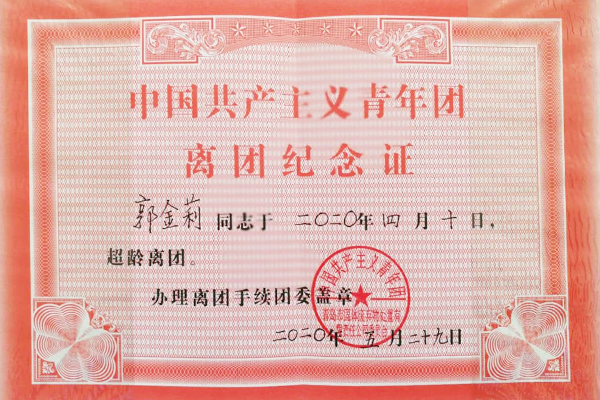 中国共产主义青年团
离团纪念证
郭金莉 同志于 二〇二〇年 四 月 十 日，
超龄离团。
办理离团手续团委盖章
中国共产主义青年团
二〇二〇年 五 月二十九日